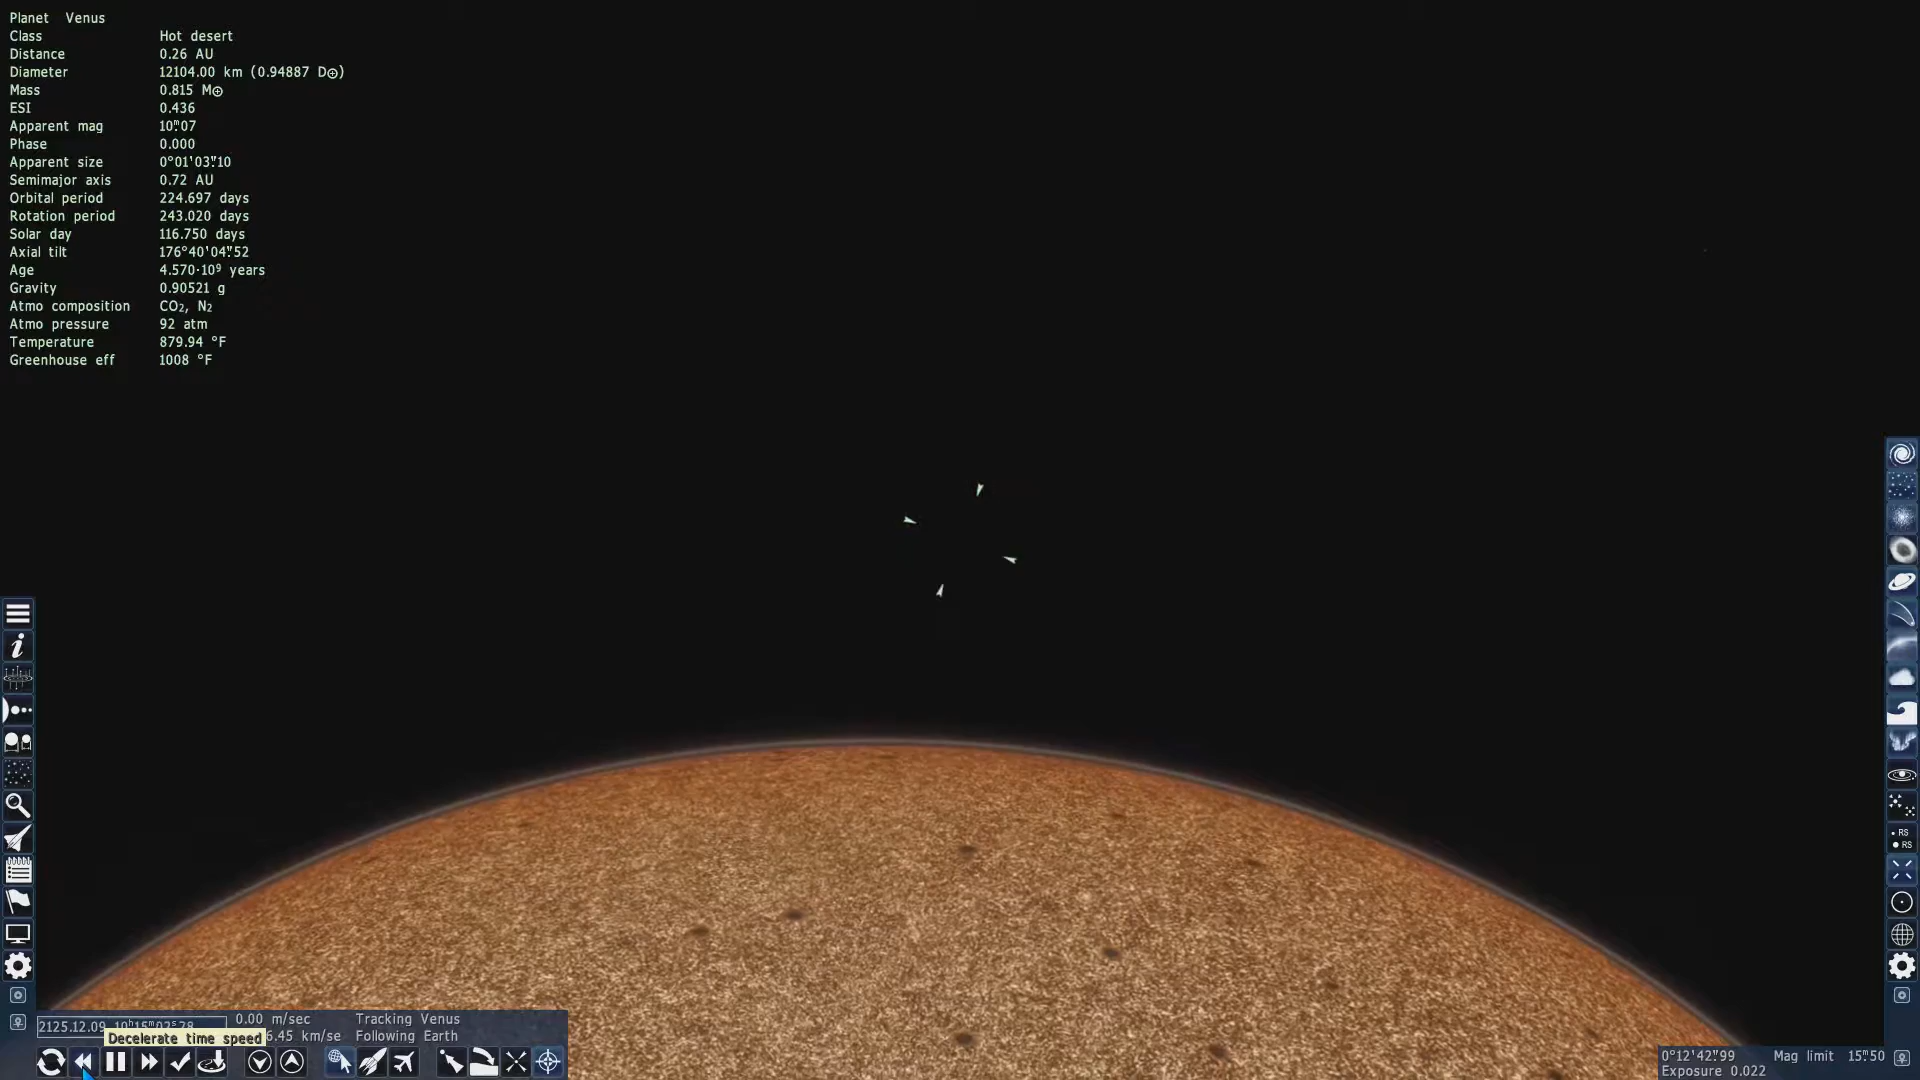 Planet Venus
Class Hot desert
Distance 0.26 AU
Diameter 12104.00 km (0.94887 D⊕)
Mass 0.815 M⊕
ESI 0.436
Apparent mag 10ᵐ.07
Phase 0.000
Apparent size 0°01'03".10
Semimajor axis 0.72 AU
Orbital period 224.697 days
Rotation period 243.020 days
Solar day 116.750 days
Axial tilt 176°40'04".52
Age 4.570·10⁹ years
Gravity 0.90521 g
Atmo composition CO₂, N₂
Atmo pressure 92 atm
Temperature 879.94 °F
Greenhouse eff 1008 °F
RS
RS
2125.12.09 0.00 m/sec Tracking Venus
Decelerate time speed 6.45 km/se Following Earth
0°12'42".99 Mag limit 15ᵐ.50
Exposure 0.022